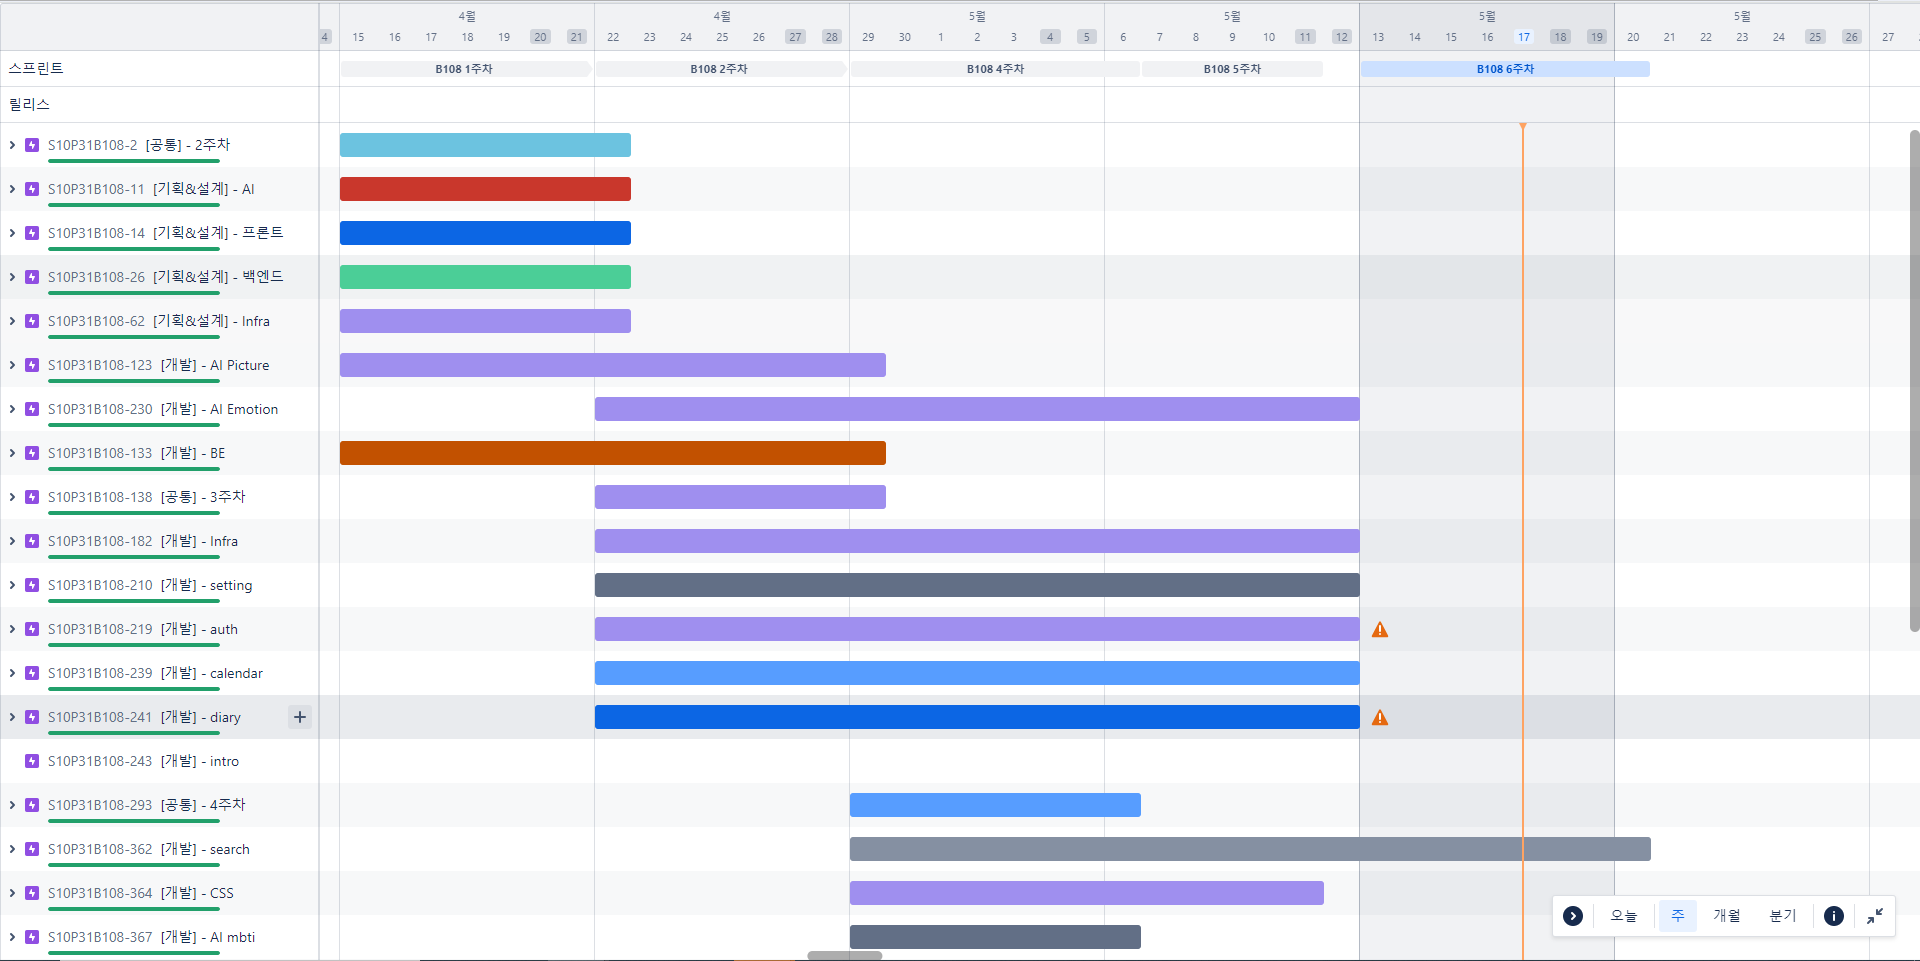 4월 4월 5월 5월 5월 5월
4 15 16 17 18 19 20 21 22 23 24 25 26 27 28 29 30 1 2 3 4 5 6 7 8 9 10 11 12 13 14 15 16 17 18 19 20 21 22 23 24 25 26 27
스프린트 B108 1주차 B108 2주차 B108 4주차 B108 5주차 B108 6주차
릴리스
S10P31B108-2 [공통] - 2주차
S10P31B108-11 [기획&설계] - AI
S10P31B108-14 [기획&설계] - 프론트
S10P31B108-26 [기획&설계] - 백엔드
S10P31B108-62 [기획&설계] - Infra
S10P31B108-123 [개발] - AI Picture
S10P31B108-230 [개발] - AI Emotion
S10P31B108-133 [개발] - BE
S10P31B108-138 [공통] - 3주차
S10P31B108-182 [개발] - Infra
S10P31B108-210 [개발] - setting
S10P31B108-219 [개발] - auth
S10P31B108-239 [개발] - calendar
S10P31B108-241 [개발] - diary
S10P31B108-243 [개발] - intro
S10P31B108-293 [공통] - 4주차
S10P31B108-362 [개발] - search
S10P31B108-364 [개발] - CSS
오늘 주 개월 분기
S10P31B108-367 [개발] - AI mbti